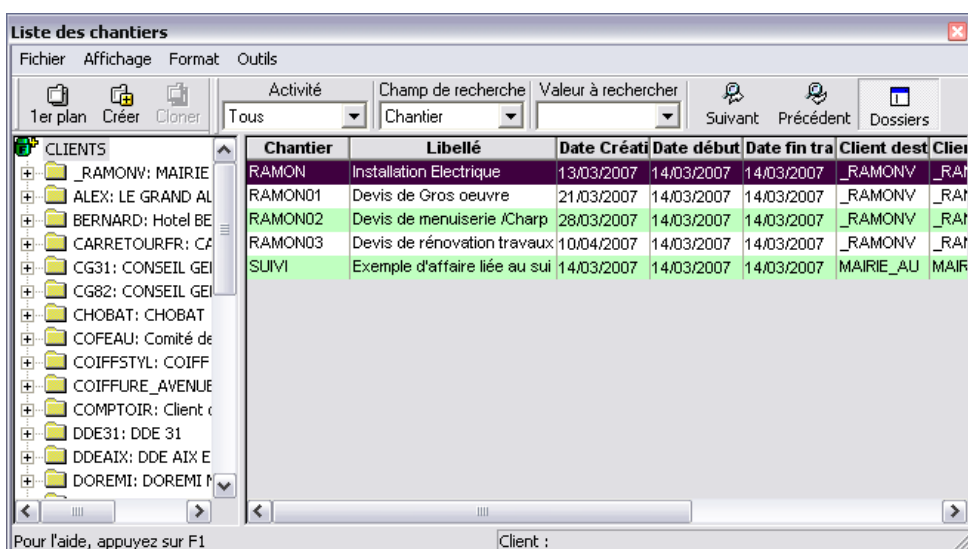 Liste des chantiers
Fichier Affichage Format Outils
1er plan Créer Cloner Activité Champ de recherche Valeur à rechercher Suivant Précédent Dossiers
Tous Chantier
CLIENTS
_RAMONV: MAIRIE
ALEX: LE GRAND AL
BERNARD: Hotel BE
CARRETOURFR: CA
CG31: CONSEIL GEI
CG82: CONSEIL GEI
CHOBAT: CHOBAT
COFEAU: Comité de
COIFFSTYL: COIFF
COIFFURE_AVENUE
COMPTOIR: Client
DDE31: DDE 31
DDEAIX: DDE AIX E
DOREMI: DOREMI
Chantier Libellé Date Créati Date début Date fin tra Client dest Clier
RAMON Installation Electrique 13/03/2007 14/03/2007 14/03/2007 _RAMONV _RAI
RAMON01 Devis de Gros oeuvre 21/03/2007 14/03/2007 14/03/2007 _RAMONV _RAI
RAMON02 Devis de menuiserie /Charp 28/03/2007 14/03/2007 14/03/2007 _RAMONV _RAI
RAMON03 Devis de rénovation travaux 10/04/2007 14/03/2007 14/03/2007 _RAMONV _RAI
SUIVI Exemple d'affaire liée au sui 14/03/2007 14/03/2007 14/03/2007 MAIRIE_AU MAIR
Pour l'aide, appuyez sur F1 Client :